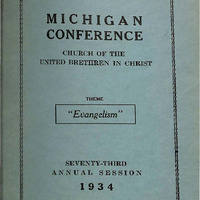 MICHIGAN
CONFERENCE
CHURCH OF THE
UNITED BRETHREN IN CHRIST
THEME
"Evangelism"
SEVENTY-THIRD
ANNUAL SESSION
1934